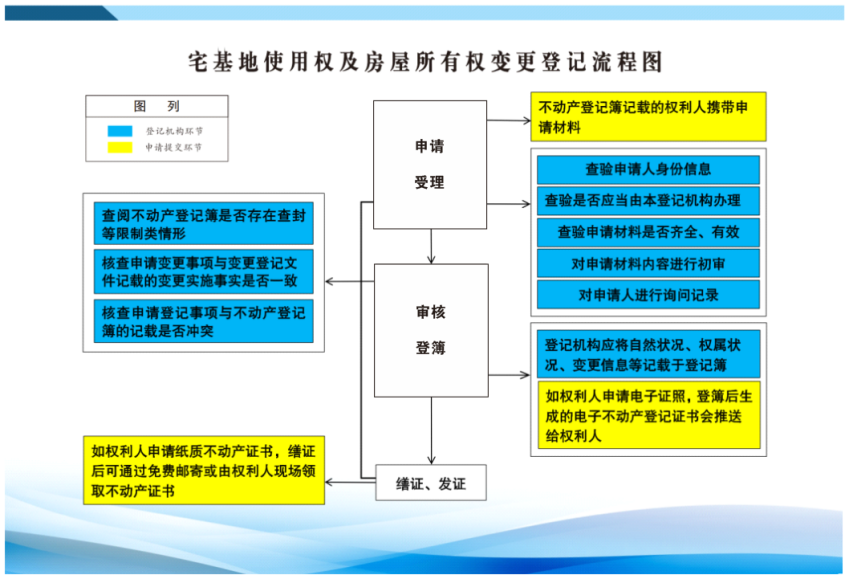 宅基地使用权及房屋所有权变更登记流程图
图 列
登记机构环节
申请提交环节
申请
受理
不动产登记簿记载的权利人携带申
请材料
查验申请人身份信息
查验是否应当由本登记机构办理
查验申请材料是否齐全、有效
对申请材料内容进行初审
对申请人进行询问记录
查阅不动产登记簿是否存在查封
等限制类情形
核查申请变更事项与变更登记文
件记载的变更实施事实是否一致
核查申请登记事项与不动产登记
簿的记载是否冲突
审核
登簿
登记机构应将自然状况、权属状
况、变更信息等记载于登记簿
如权利人申请电子证照，登簿后生
成的电子不动产登记证书会推送
给权利人
如权利人申请纸质不动产证书，缮证
后可通过免费邮寄或由权利人现场领
取不动产证书
缮证、发证